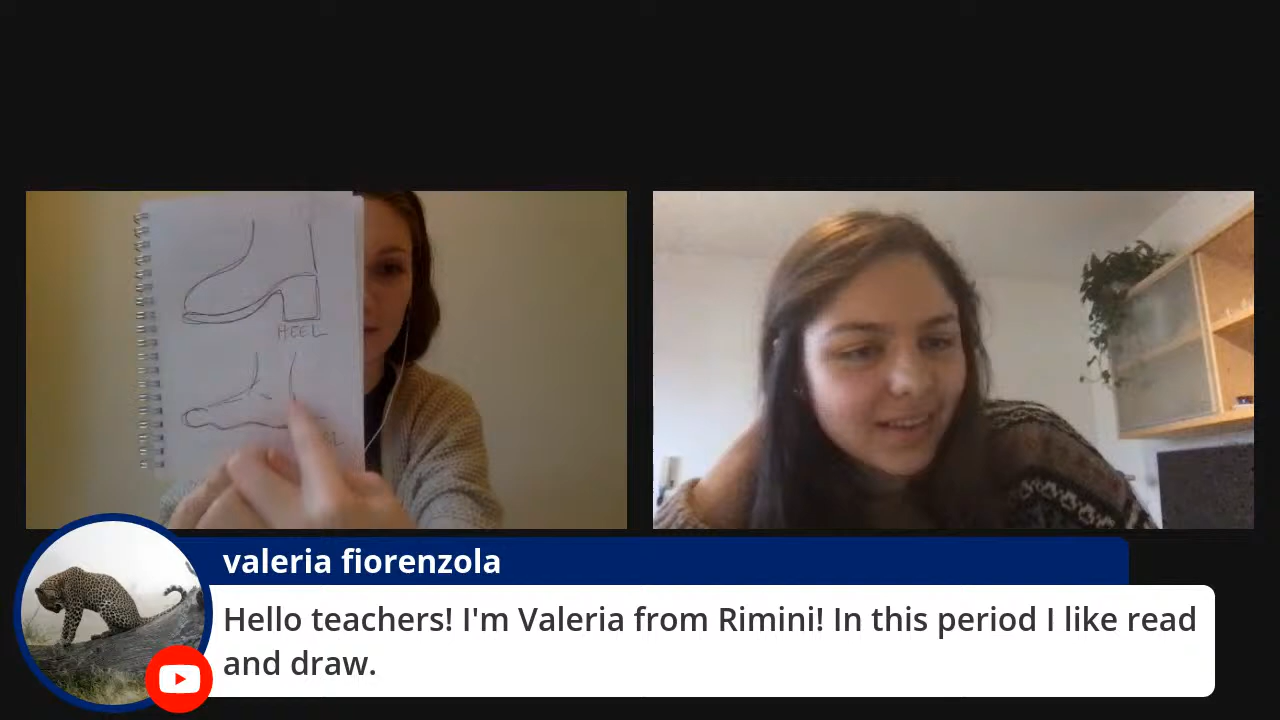 HEEL
valeria fiorenzola
Hello teachers! I'm Valeria from Rimini! In this period I like read
and draw.